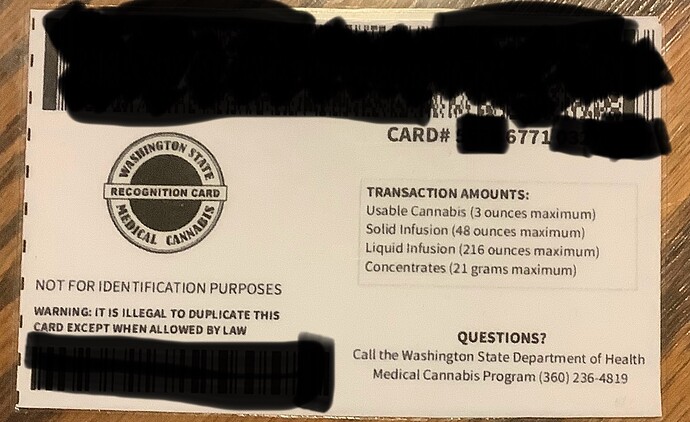 CARD# 6771
WASHINGTON STATE
RECOGNITION CARD
MEDICAL CANNABIS
TRANSACTION AMOUNTS:
Usable Cannabis (3 ounces maximum)
Solid Infusion (48 ounces maximum)
Liquid Infusion (216 ounces maximum)
Concentrates (21 grams maximum)
NOT FOR IDENTIFICATION PURPOSES
WARNING: IT IS ILLEGAL TO DUPLICATE THIS
CARD EXCEPT WHEN ALLOWED BY LAW
QUESTIONS?
Call the Washington State Department of Health
Medical Cannabis Program (360) 236-4819